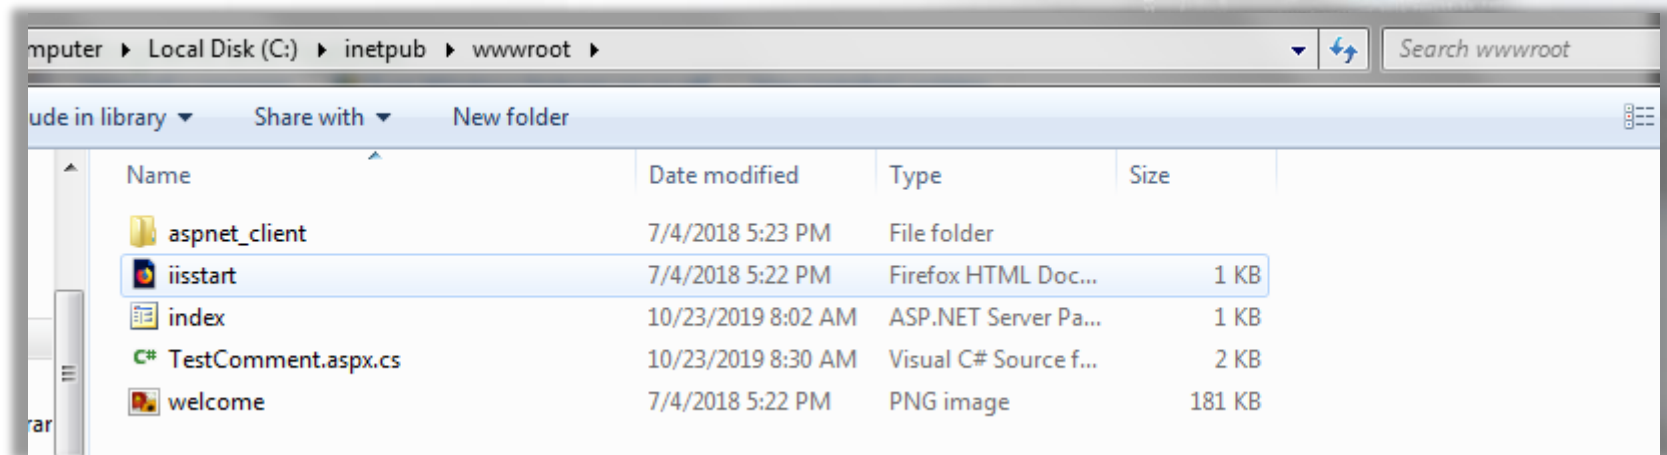 mputer ▸ Local Disk (C:) ▸ inetpub ▸ wwwroot ▸ Search wwwroot
ude in library Share with New folder
Name Date modified Type Size
aspnet_client 7/4/2018 5:23 PM File folder
iisstart 7/4/2018 5:22 PM Firefox HTML Doc... 1 KB
index 10/23/2019 8:02 AM ASP.NET Server Pa... 1 KB
C# TestComment.aspx.cs 10/23/2019 8:30 AM Visual C# Source f... 2 KB
welcome 7/4/2018 5:22 PM PNG image 181 KB
rar